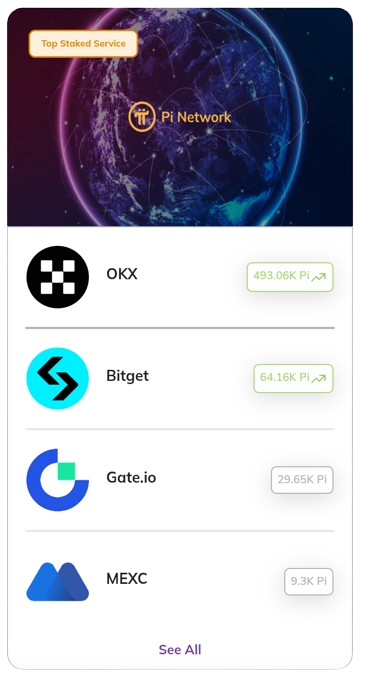 Top Staked Service
Pi Network
OKX
493.06K Pi
Bitget
64.16K Pi
Gate.io
29.65K Pi
MEXC
9.3K Pi
See All